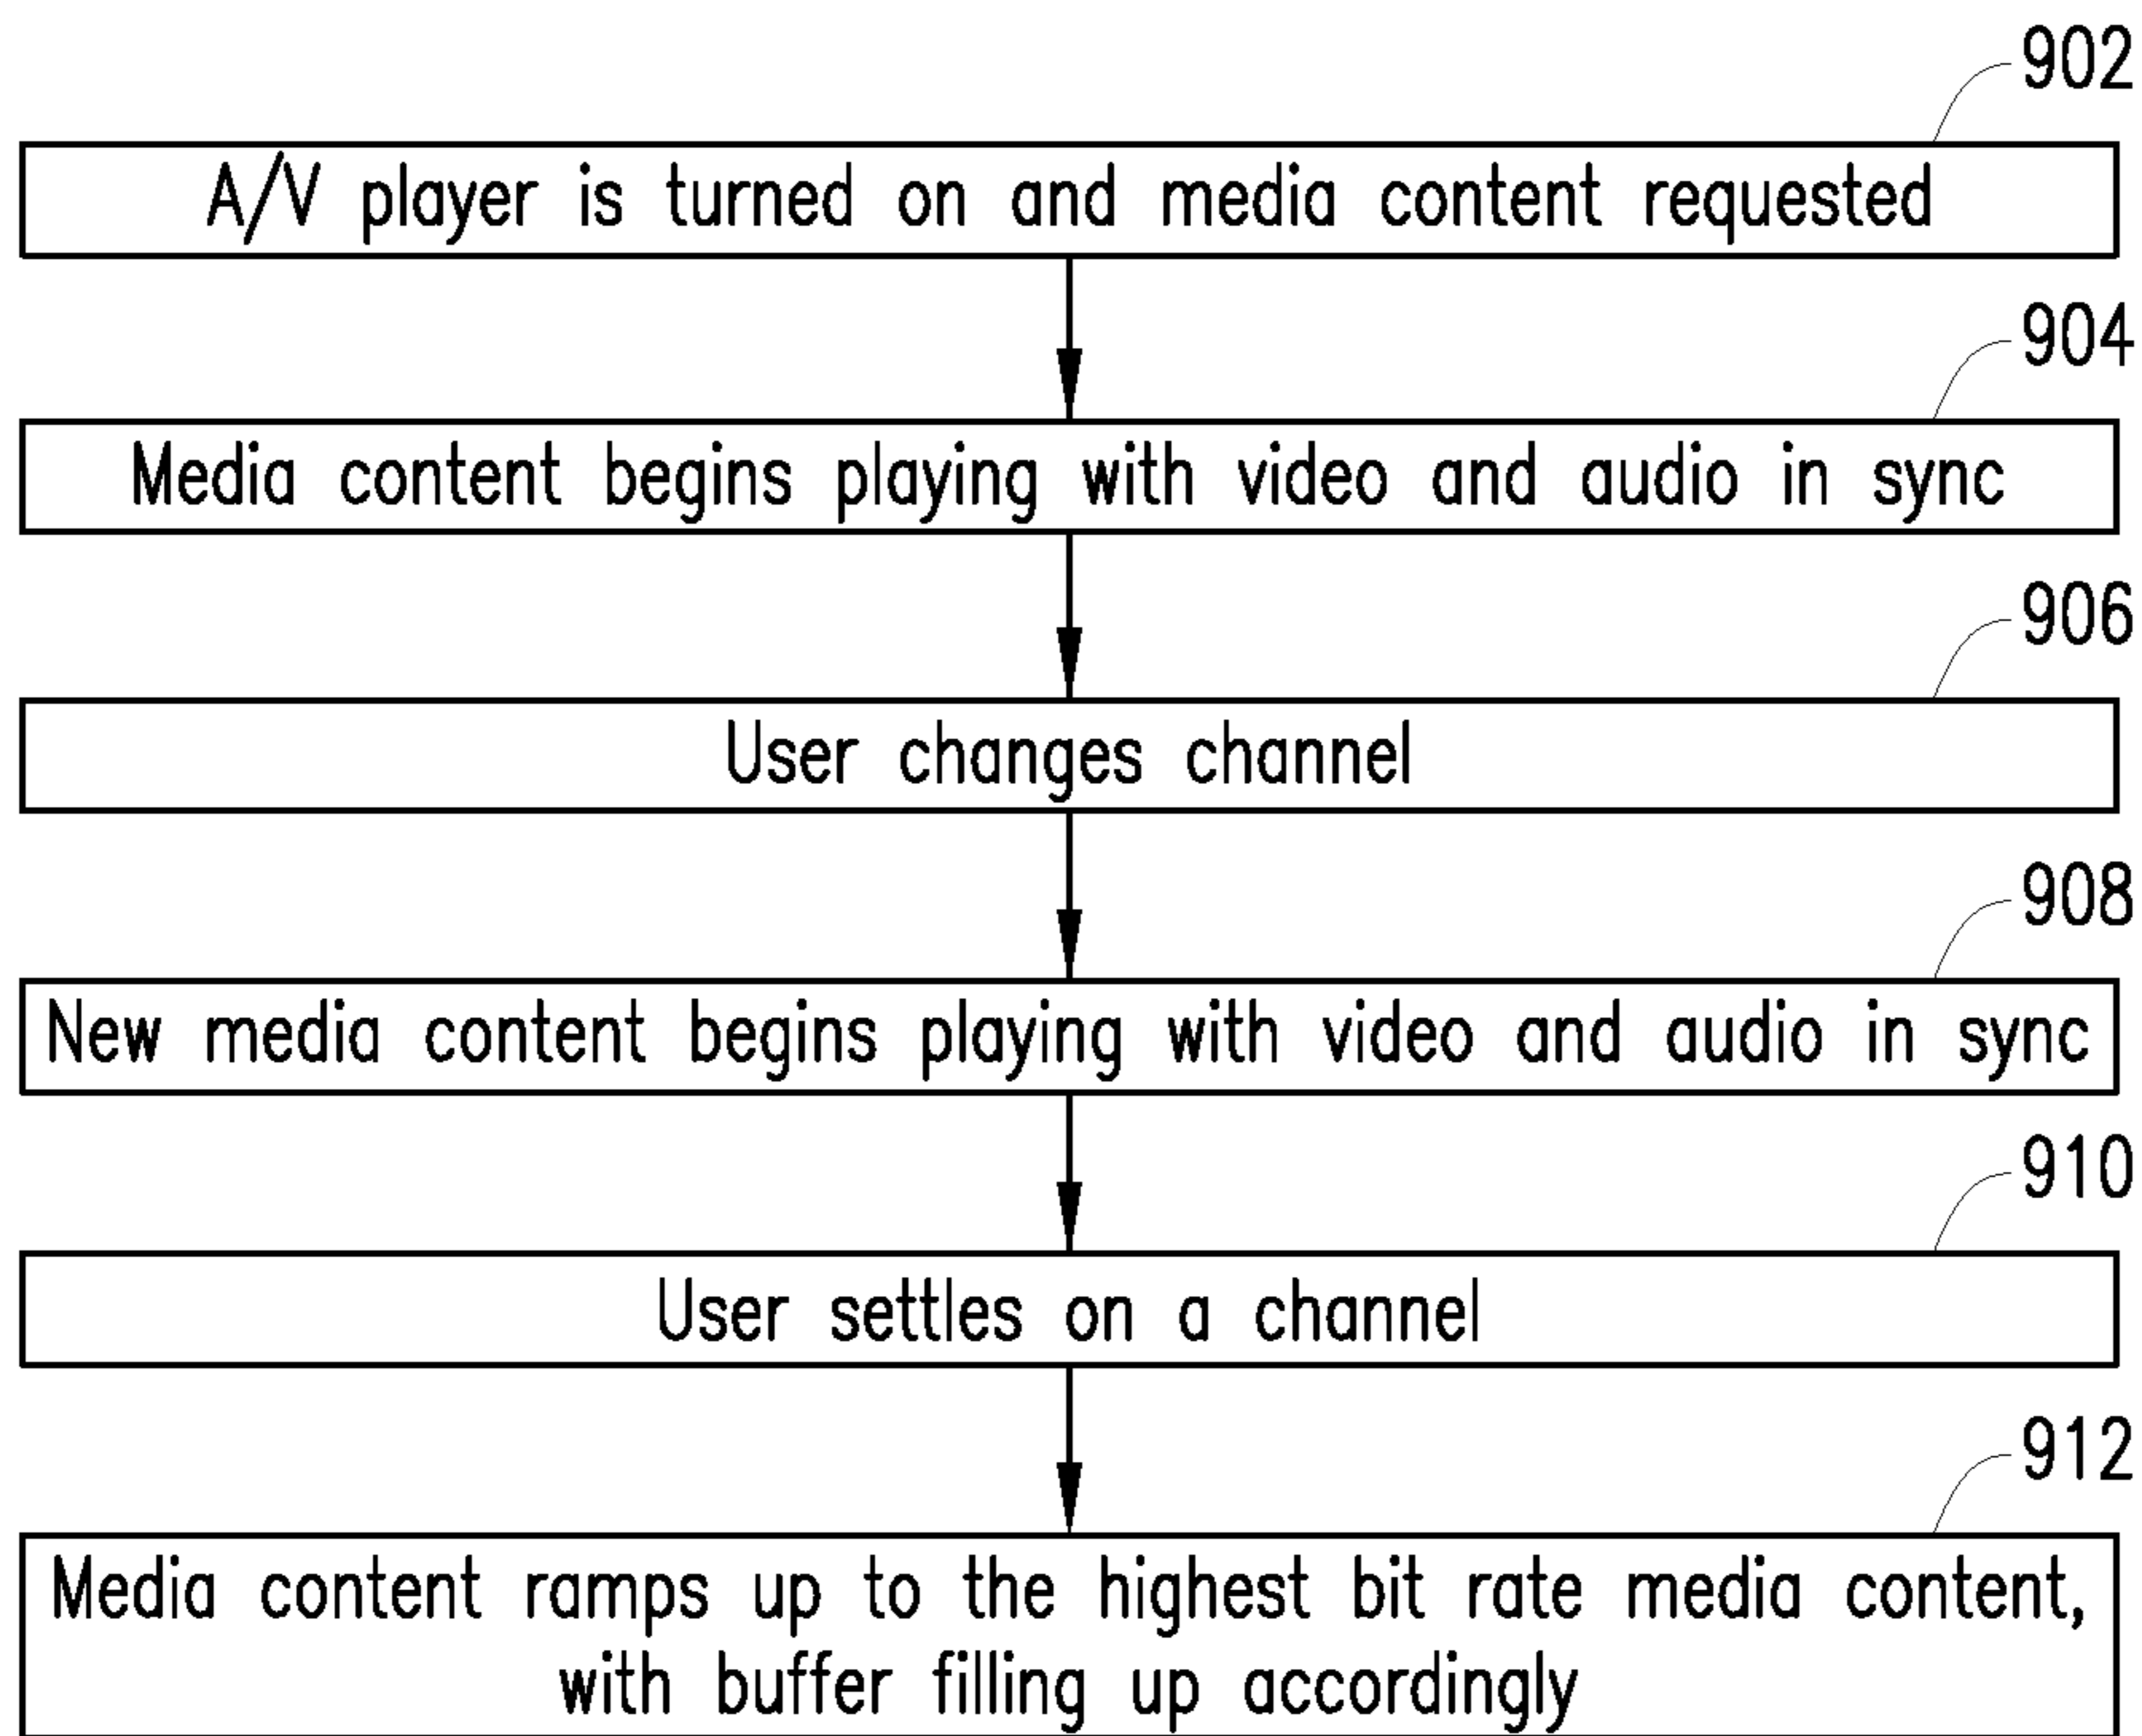 902
A/V player is turned on and media content requested
904
Media content begins playing with video and audio in sync
906
User changes channel
908
New media content begins playing with video and audio in sync
910
User settles on a channel
912
Media content ramps up to the highest bit rate media content,
with buffer filling up accordingly